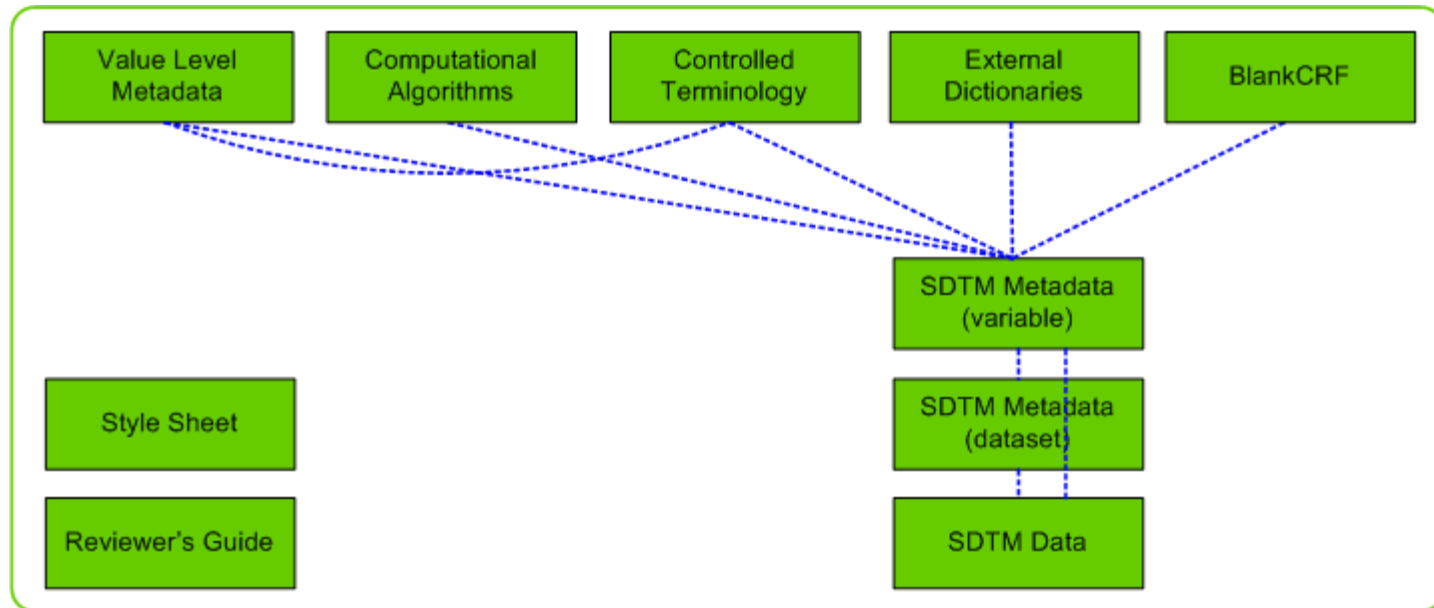 Value Level
Metadata
Computational
Algorithms
Controlled
Terminology
External
Dictionaries
BlankCRF
SDTM Metadata
(variable)
Style Sheet
SDTM Metadata
(dataset)
Reviewer's Guide
SDTM Data